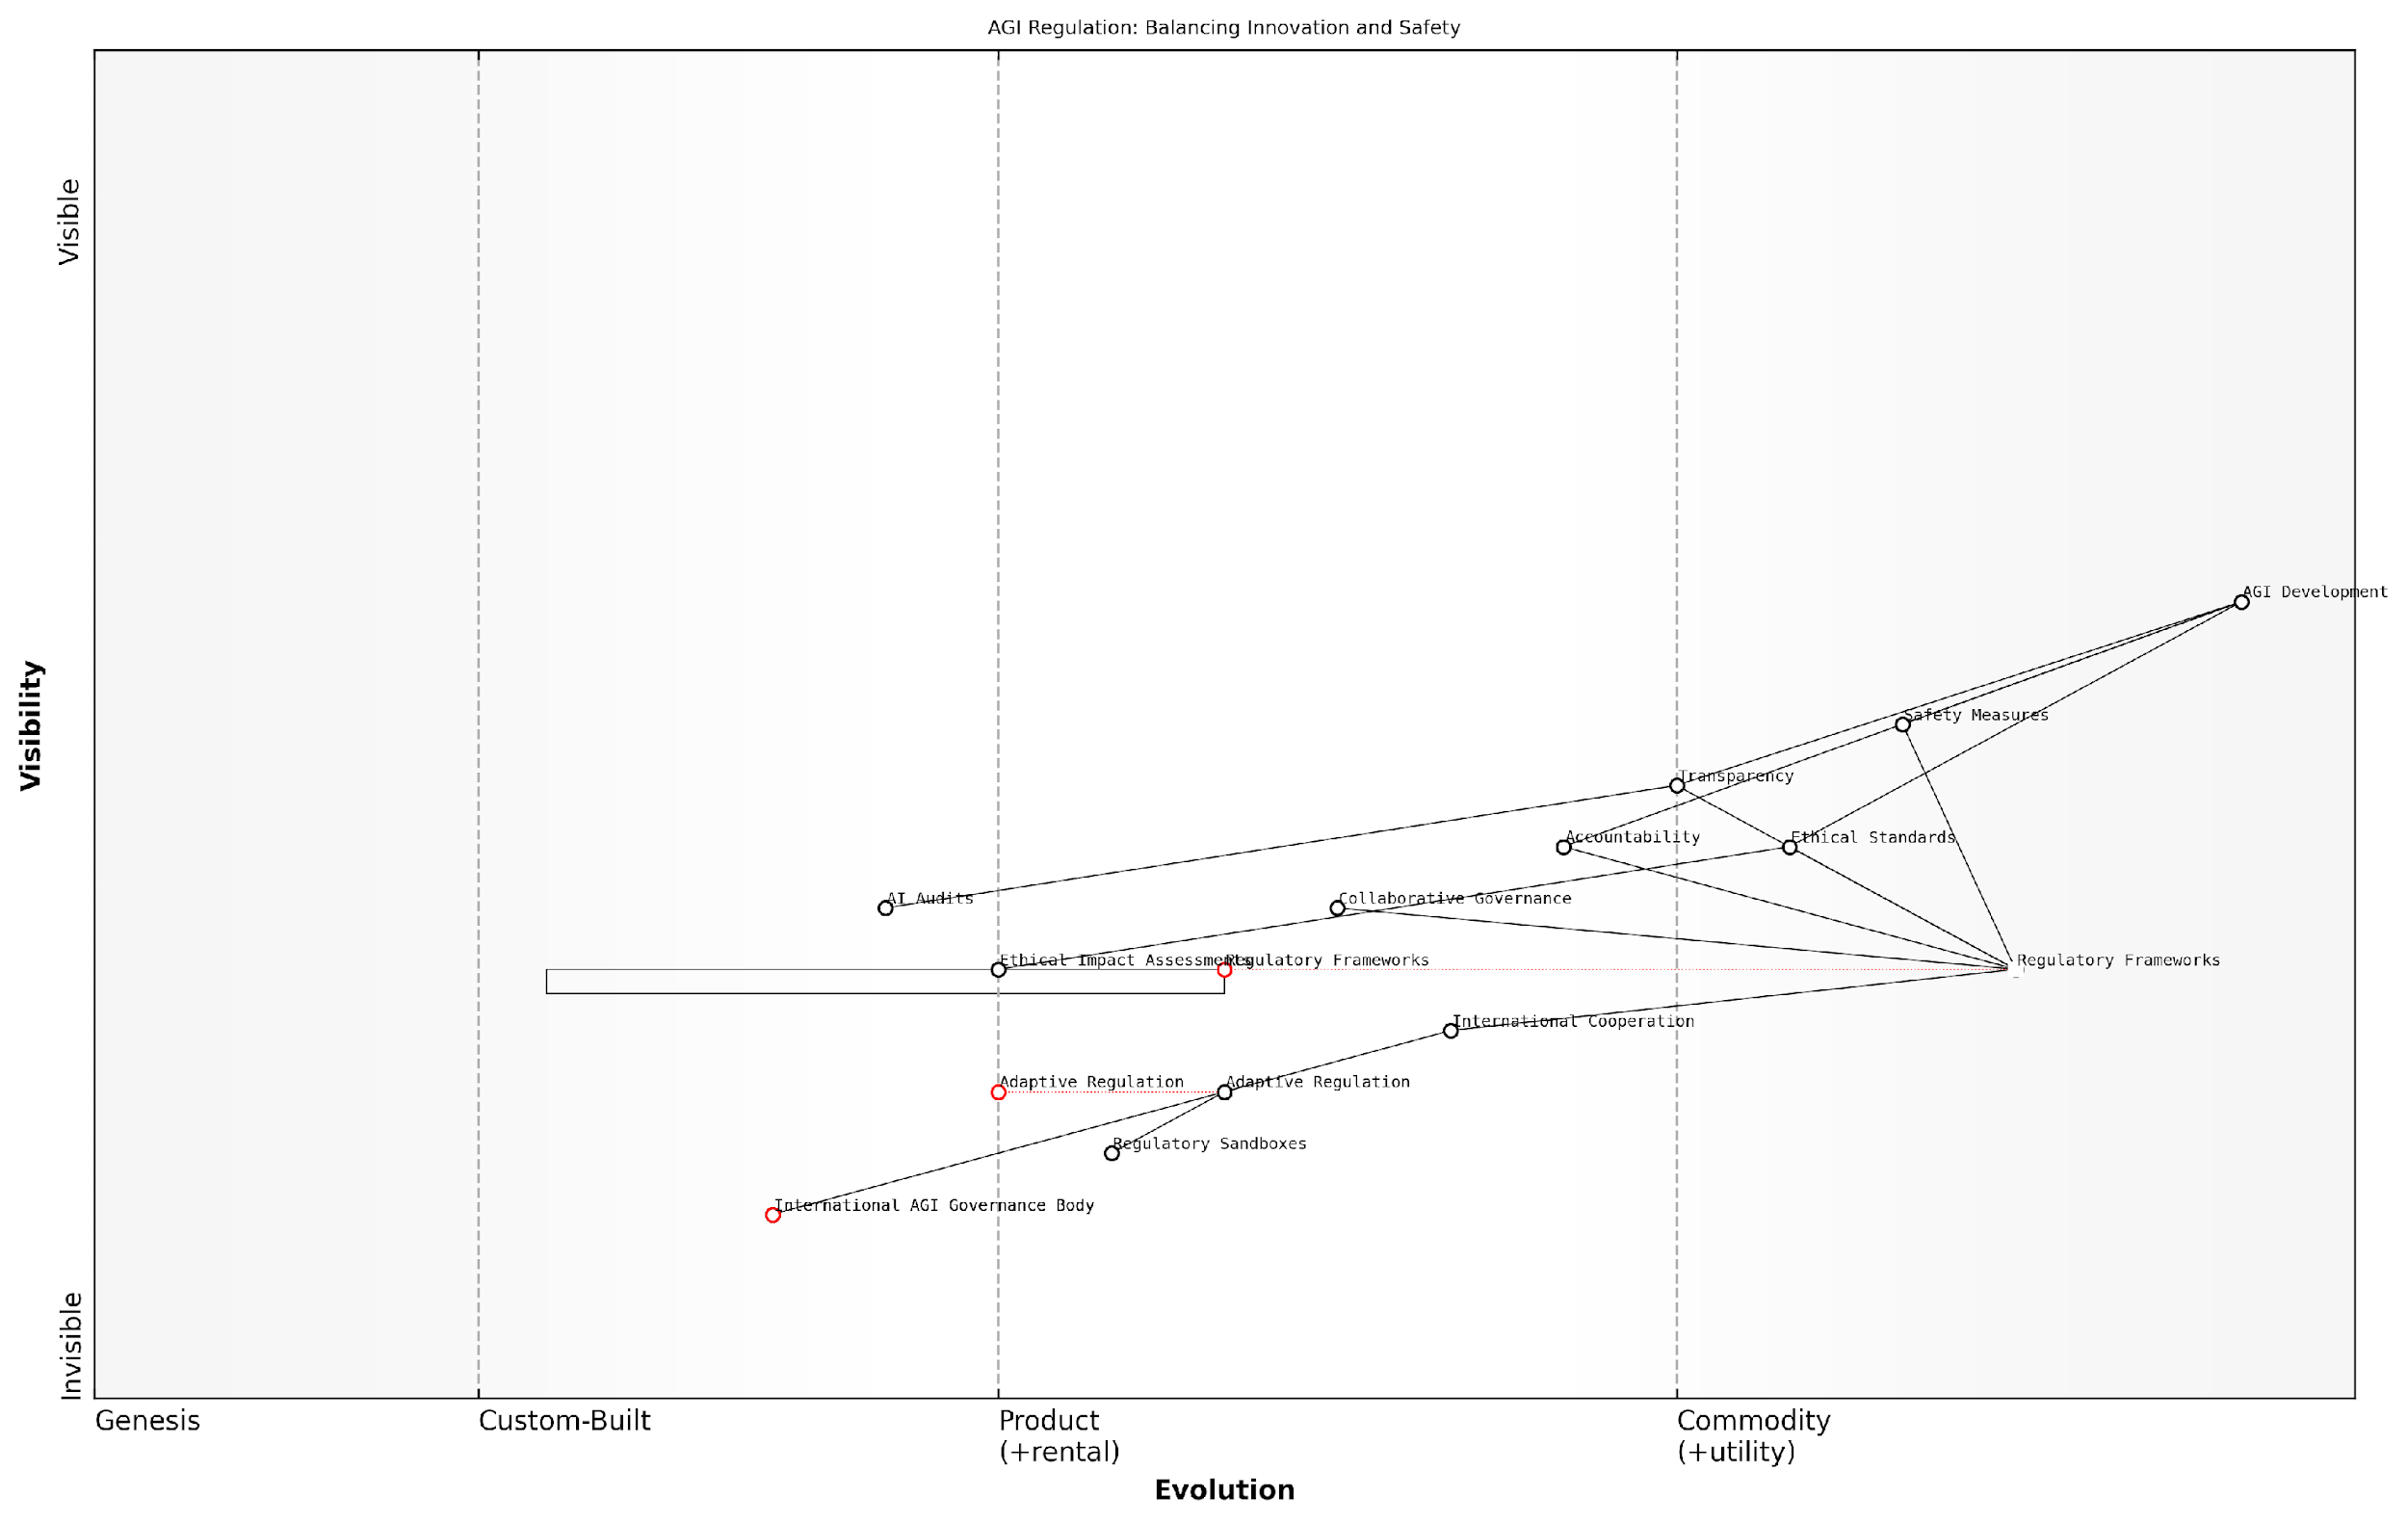 AGI Regulation: Balancing Innovation and Safety
Visible
AGI Development
Safety Measures
Visibility
Transparency
Accountability
Ethical Standards
AI Audits
Collaborative Governance
Ethical Impact Assessments
Regulatory Frameworks
Regulatory Frameworks
International Cooperation
Adaptive Regulation
Adaptive Regulation
Regulatory Sandboxes
International AGI Governance Body
Invisible
Genesis
Custom-Built
Product
(+rental)
Commodity
(+utility)
Evolution